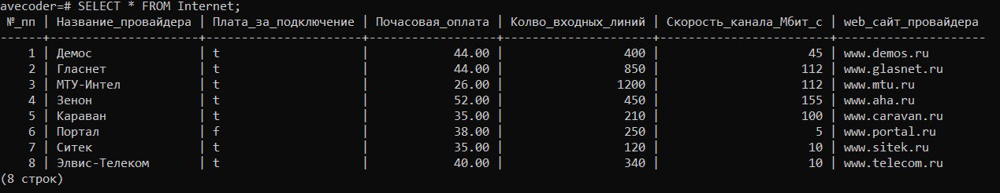 avecoder=# SELECT * FROM Internet;
 №_пп | Название_провайдера | Плата_за_подключение | Почасовая_оплата | Колво_входных_линий | Скорость_канала_Мбит_с | web_сайт_провайдера
------+---------------------+----------------------+------------------+---------------------+------------------------+---------------------
    1 | Демос               | t                    |            44.00 |                 400 |                     45 | www.demos.ru
    2 | Гласнет             | t                    |            44.00 |                 850 |                    112 | www.glasnet.ru
    3 | МТУ-Интел           | t                    |            26.00 |                1200 |                    112 | www.mtu.ru
    4 | Зенон               | t                    |            52.00 |                 450 |                    155 | www.aha.ru
    5 | Караван             | t                    |            35.00 |                 210 |                    100 | www.caravan.ru
    6 | Портал              | f                    |            38.00 |                 250 |                      5 | www.portal.ru
    7 | Ситек               | t                    |            35.00 |                 120 |                     10 | www.sitek.ru
    8 | Элвис-Телеком       | t                    |            40.00 |                 340 |                     10 | www.telecom.ru
(8 строк)